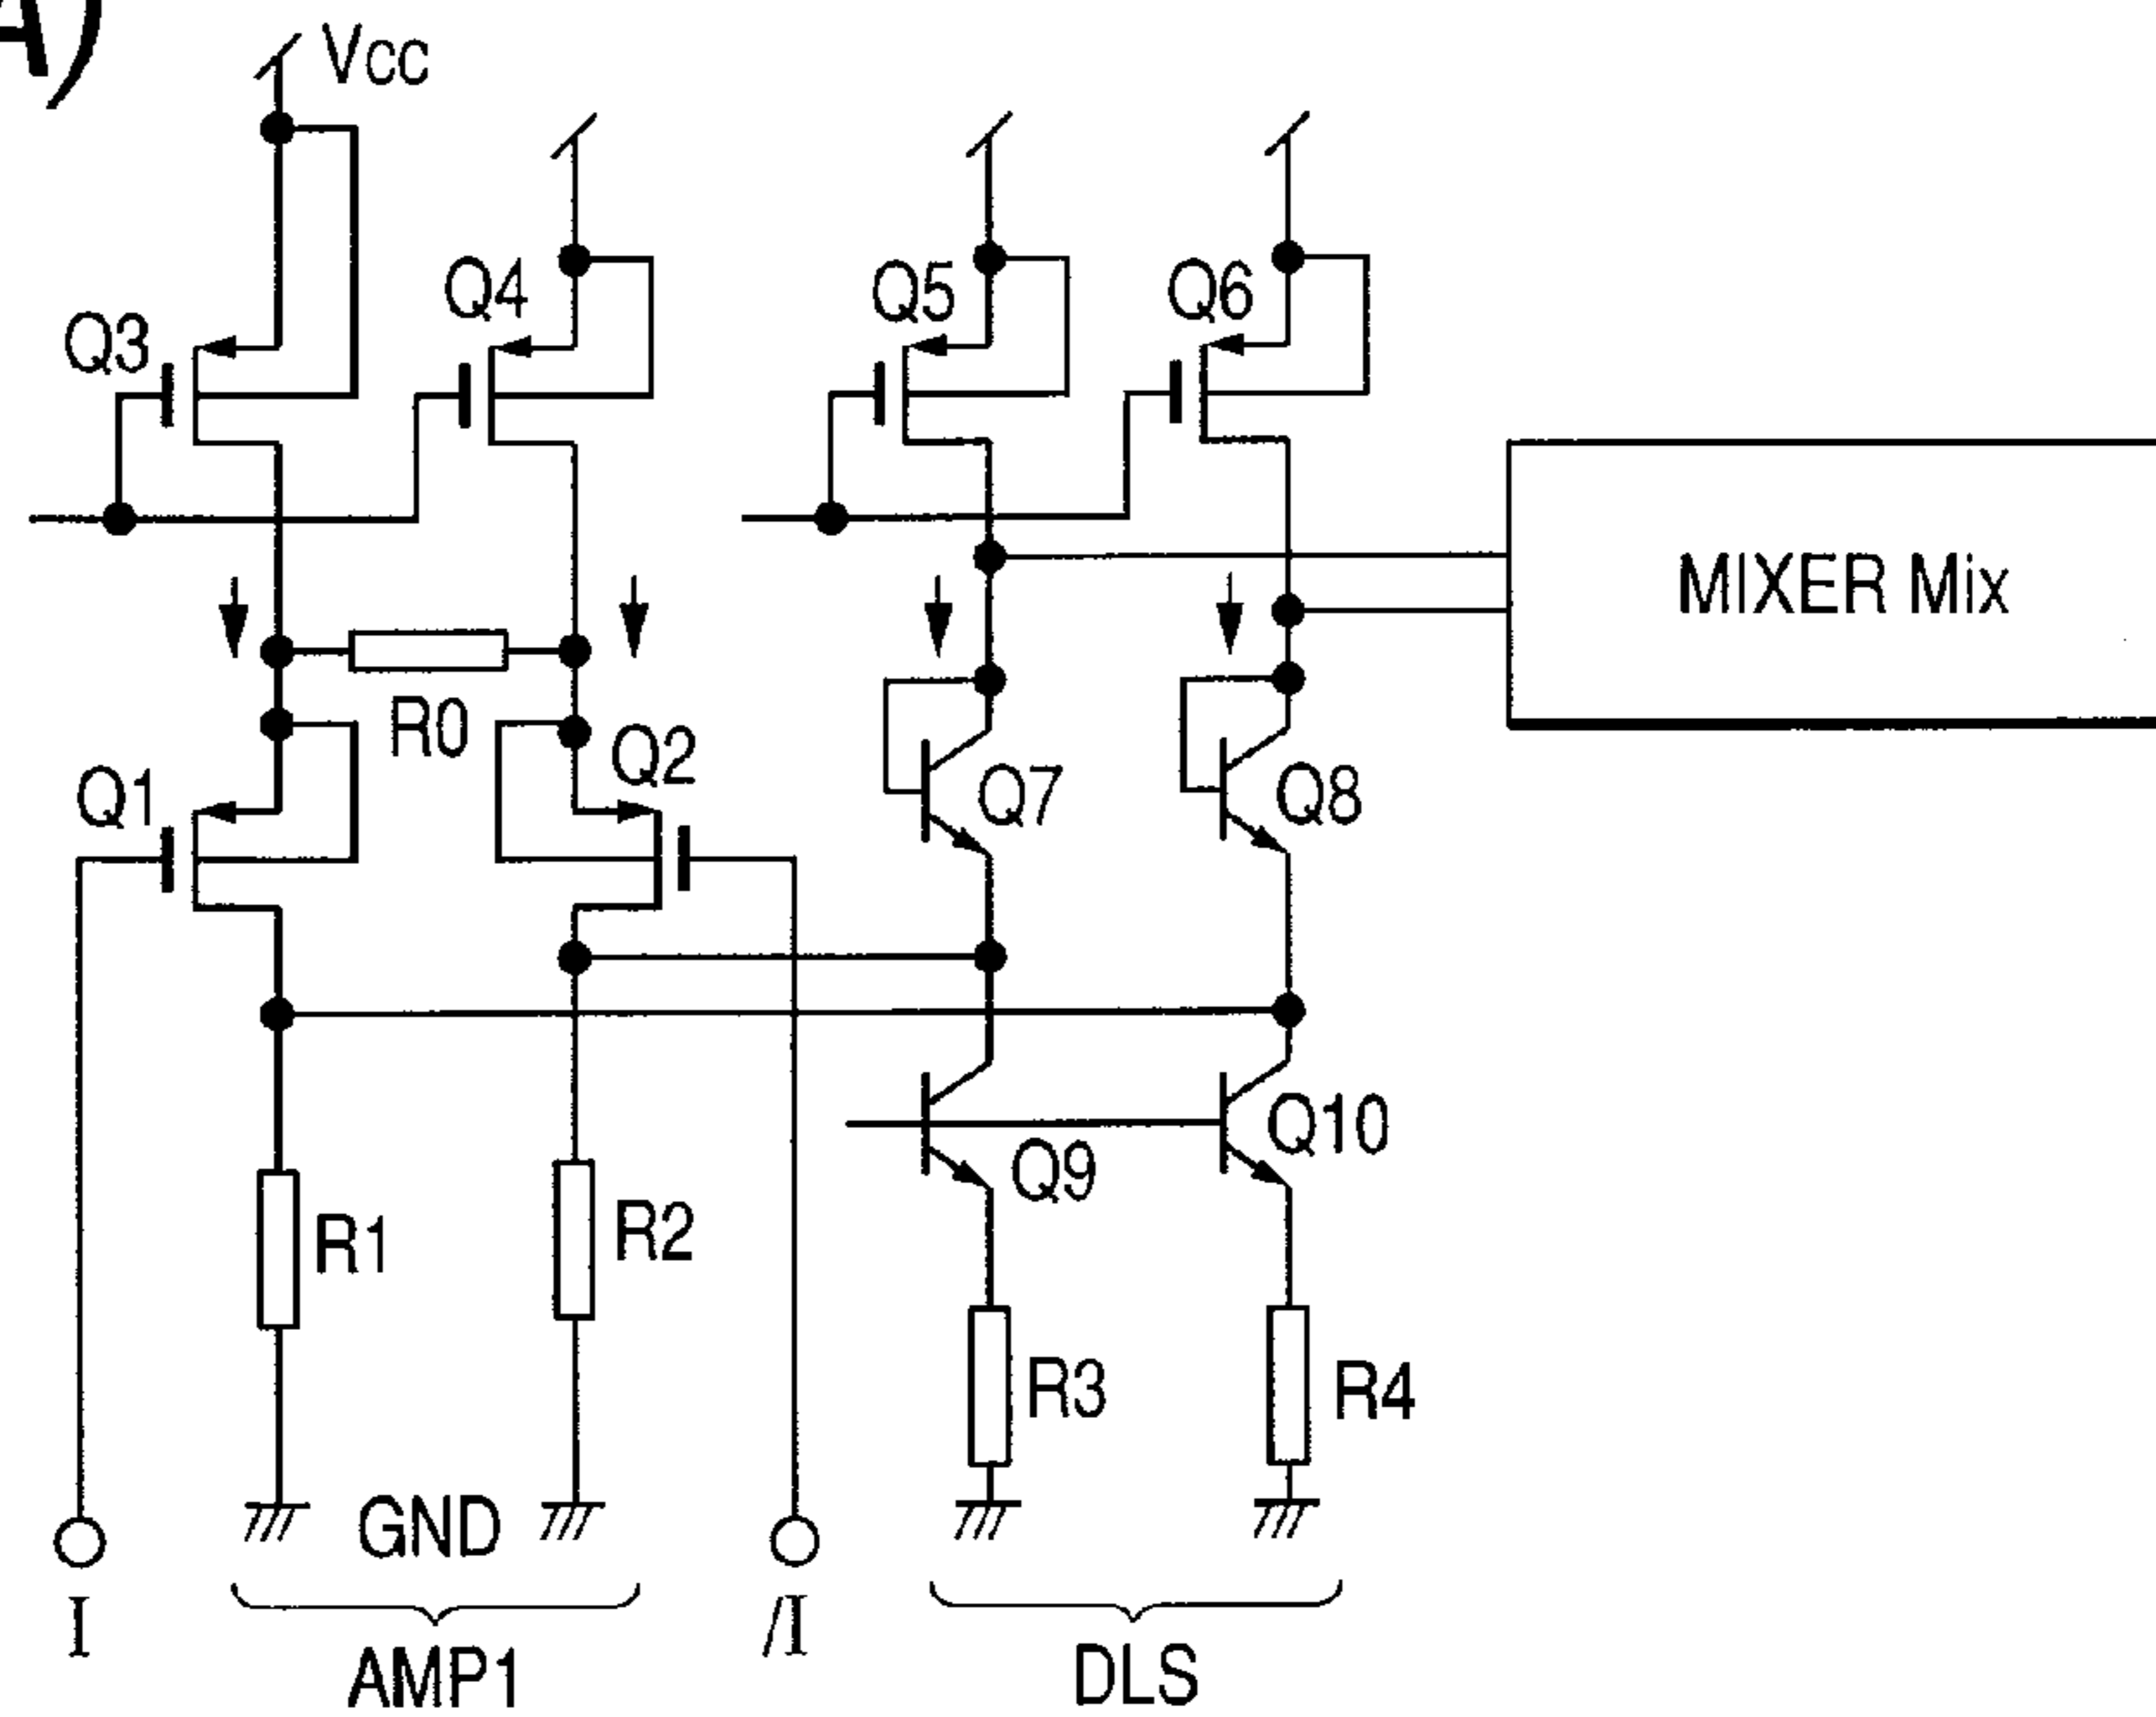 A)
VCC
Q3
Q4
Q5
Q6
MIXER Mix
R0
Q1
Q2
Q7
Q8
Q9
Q10
R1
R2
R3
R4
GND
I
/I
AMP1
DLS